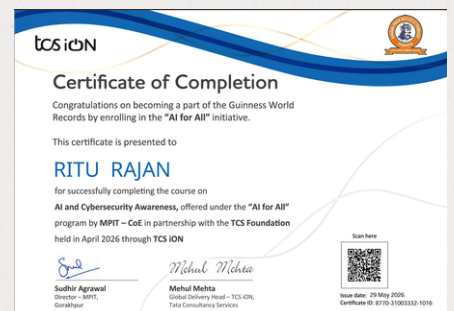 tcs iON
Certificate of Completion
Congratulations on becoming a part of the Guinness World
Records by enrolling in the "AI for All" initiative.
This certificate is presented to
RITU RAJAN
for successfully completing the course on
AI and Cybersecurity Awareness, offered under the "AI for All"
program by MPIT – CoE in partnership with the TCS Foundation
held in April 2026 through TCS iON
Mehul Mehta
Sudhir Agrawal
Director – MPIT,
Gorakhpur
Mehul Mehta
Global Delivery Head – TCS iON,
Tata Consultancy Services
Scan here
Issue date: 29 May 2026
Certificate ID: 8770-31003332-1016